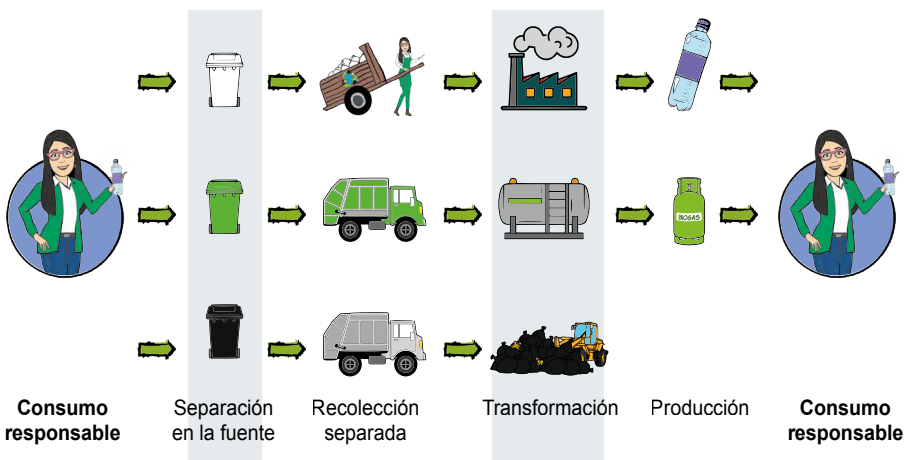 BIOGAS
Consumo
responsable
Separación
en la fuente
Recolección
separada
Transformación
Producción
Consumo
responsable